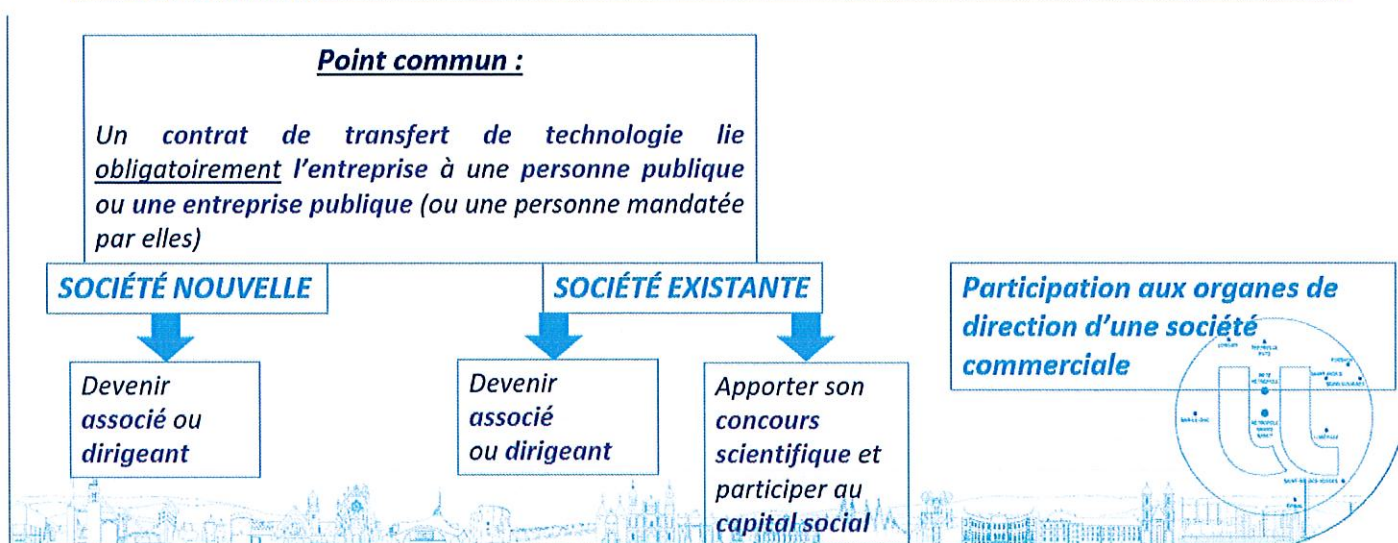 Point commun :
Un contrat de transfert de technologie lie
obligatoirement l'entreprise à une personne publique
ou une entreprise publique (ou une personne mandatée
par elles)
SOCIÉTÉ NOUVELLE
SOCIÉTÉ EXISTANTE
Participation aux organes de
direction d'une société
commerciale
Devenir
associé ou
dirigeant
Devenir
associé
ou dirigeant
Apporter son
concours
scientifique et
participer au
capital social